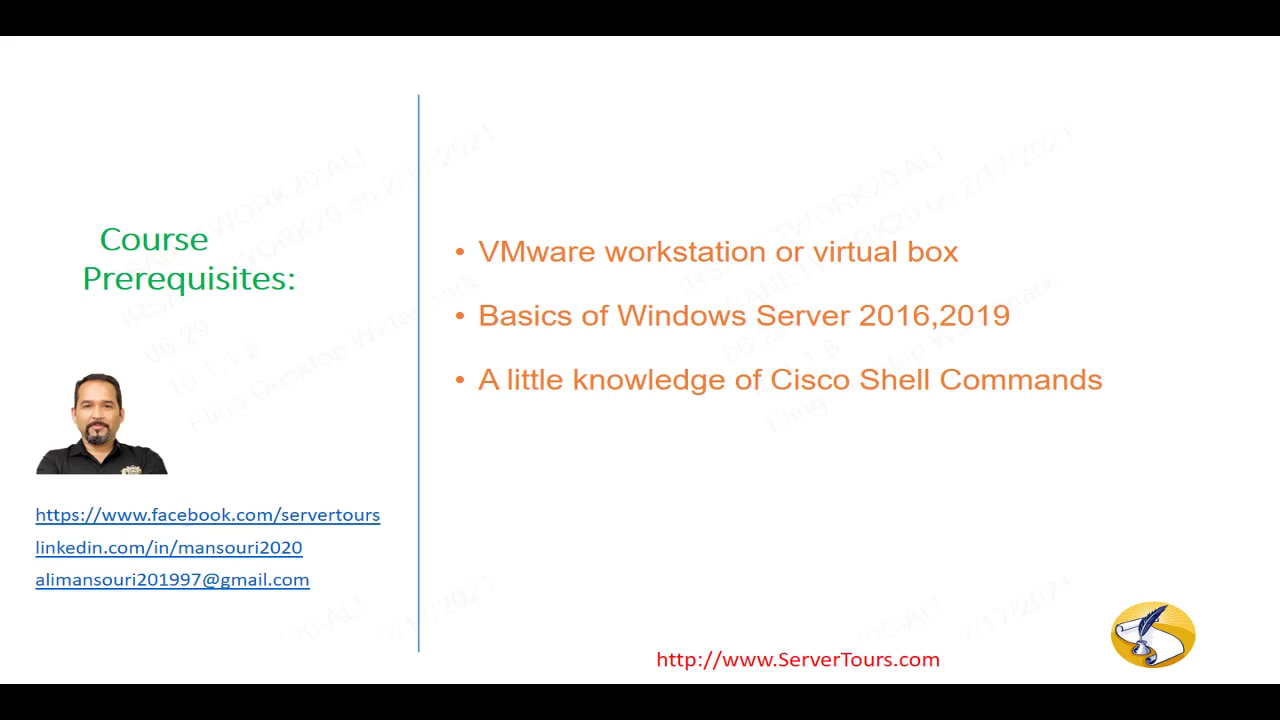 Course
Prerequisites:
• VMware workstation or virtual box
• Basics of Windows Server 2016,2019
• A little knowledge of Cisco Shell Commands
https://www.facebook.com/servertours
linkedin.com/in/mansouri2020
alimansouri201997@gmail.com
http://www.ServerTours.com